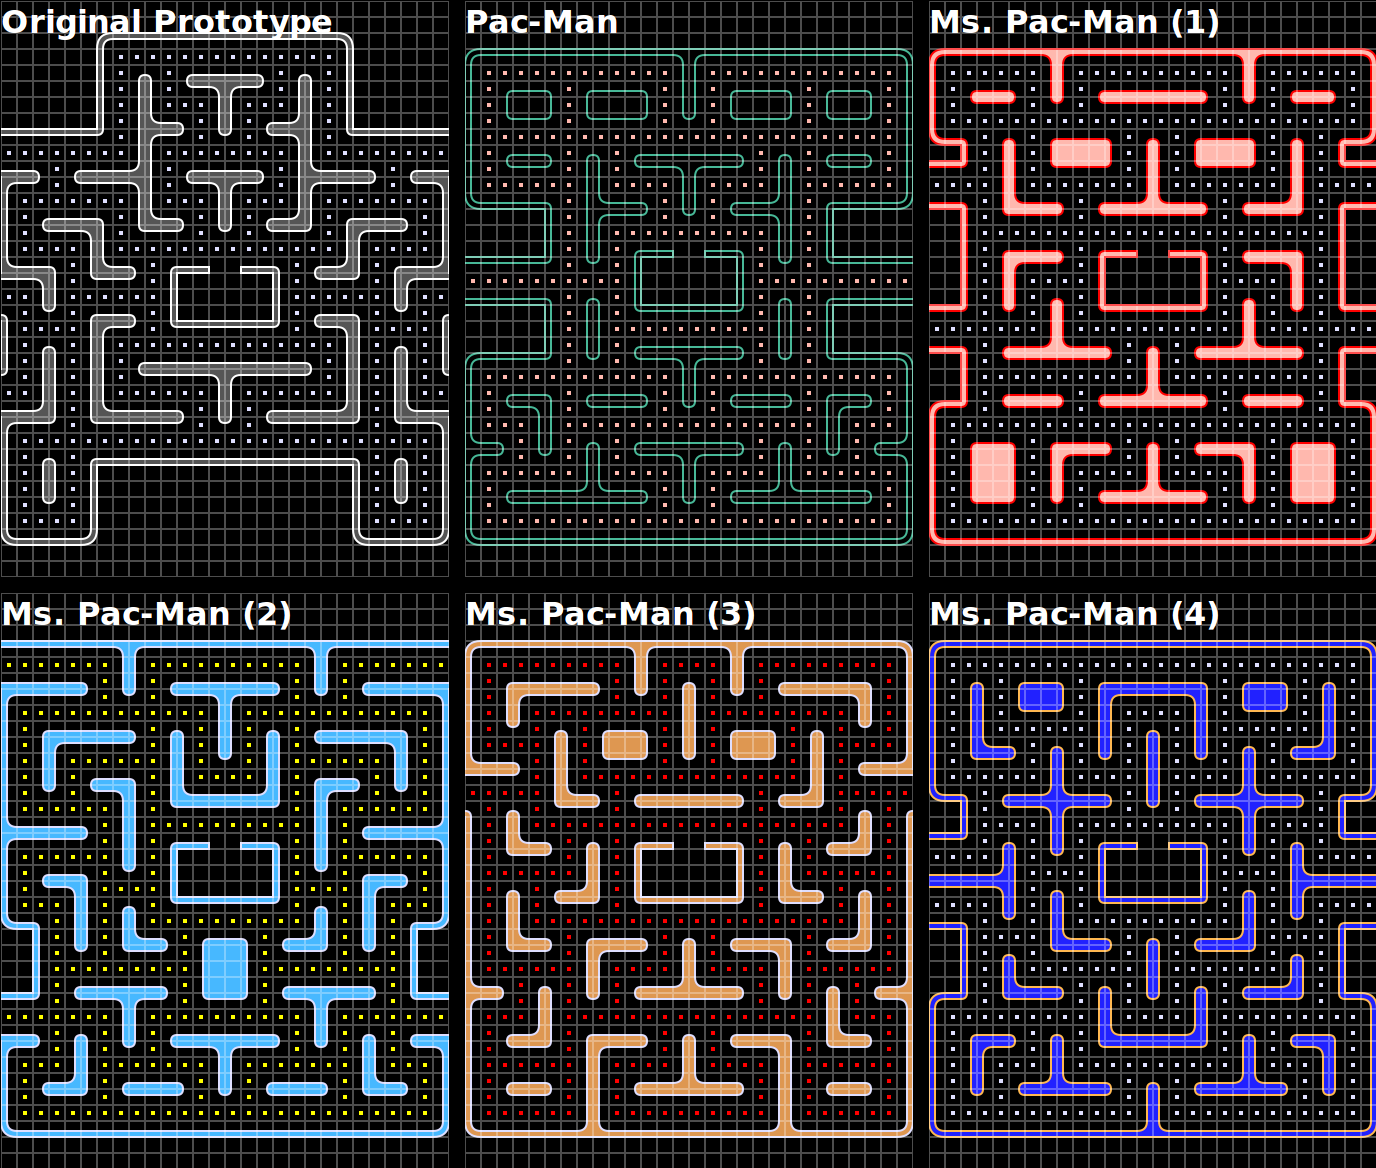 Original Prototype
Pac-Man
Ms. Pac-Man (1)
Ms. Pac-Man (2)
Ms. Pac-Man (3)
Ms. Pac-Man (4)